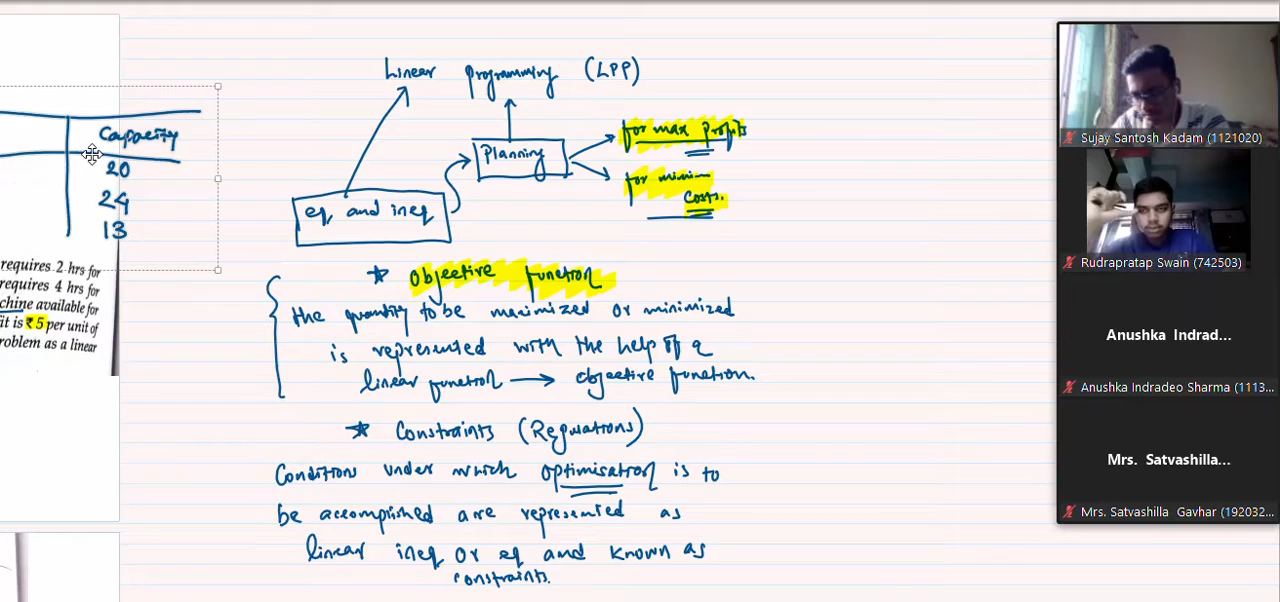 Capacity
20
24
13
requires 2 hrs for
requires 4 hrs for
chine available for
it is ₹ 5 per unit of
roblem as a linear
Linear programming (LPP)
Planning
for max profits
for minim
costs.
eq and ineq
Objective function
the quantity to be maximized or minimized
is represented with the help of a
linear function → objective function.
Constraints (Regulations)
Conditions under which optimisation is to
be accomplished are represented as
linear ineq or eq and known as
constraints.
Sujay Santosh Kadam (1121020)
Rudrapratap Swain (742503)
Anushka Indrad...
Anushka Indradeo Sharma (1113...
Mrs. Satvashilla...
Mrs. Satvashilla Gavhar (192032...